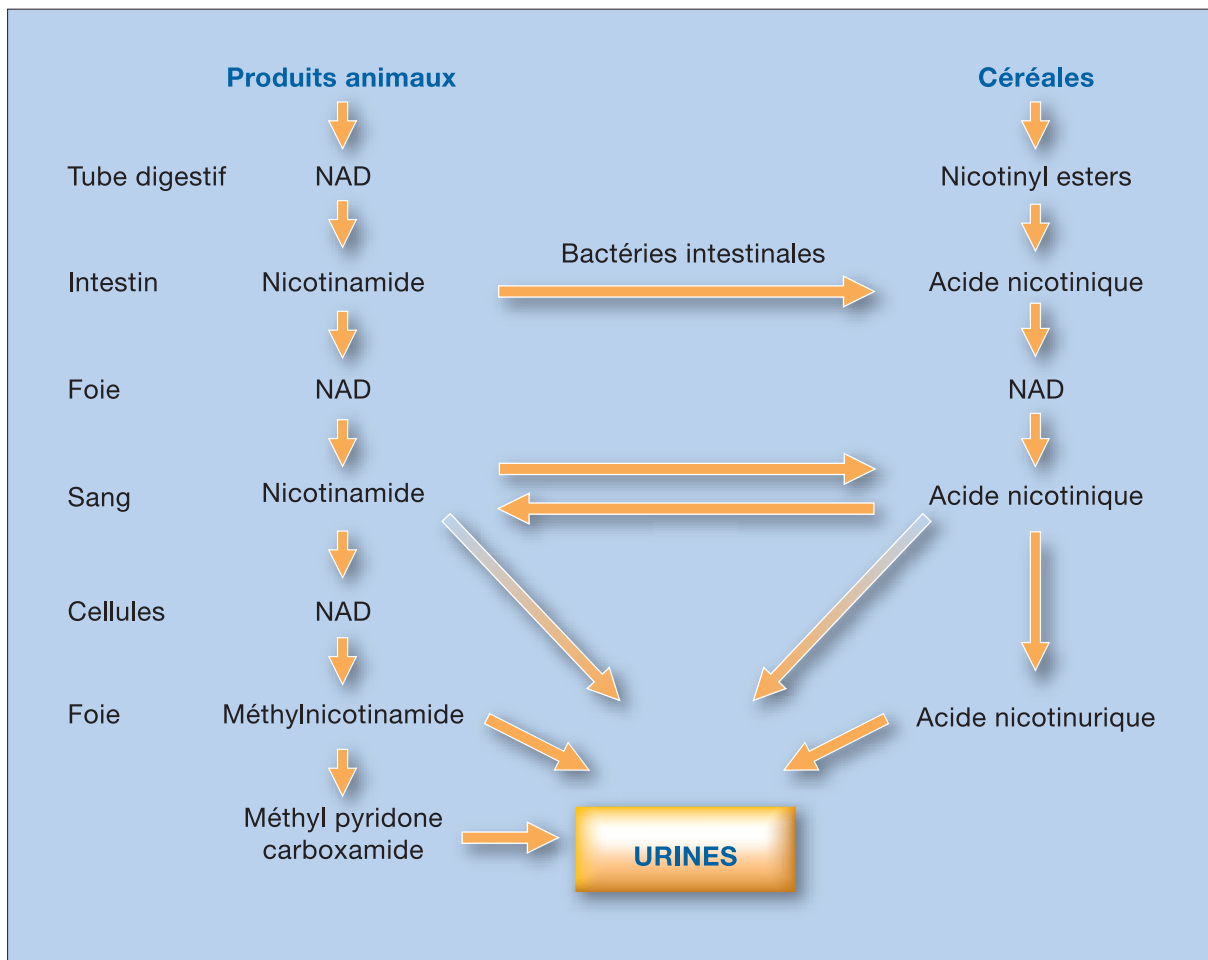 Produits animaux
Céréales
Tube digestif
NAD
Nicotinyl esters
Bactéries intestinales
Intestin
Nicotinamide
Acide nicotinique
Foie
NAD
NAD
Sang
Nicotinamide
Acide nicotinique
Cellules
NAD
Foie
Méthylnicotinamide
Acide nicotinurique
Méthyl pyridone
carboxamide
URINES